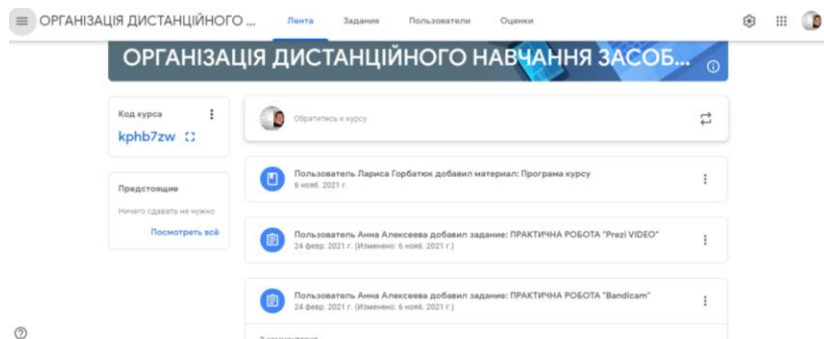 ОРГАНІЗАЦІЯ ДИСТАНЦІЙНОГО ...
Лента
Задания
Пользователи
Оценки
ОРГАНІЗАЦІЯ ДИСТАНЦІЙНОГО НАВЧАННЯ ЗАСОБ...
Код курса
kphb7zw
Обратитесь к курсу
Предстоящие
Ничего сдавать не нужно
Посмотреть всё
Пользователь Лариса Горбатюк добавил материал: Програма курсу
6 нояб. 2021 г.
Пользователь Анна Алексеева добавил задание: ПРАКТИЧНА РОБОТА "Prezi VIDEO"
24 февр. 2021 г. (Изменено: 6 нояб. 2021 г.)
Пользователь Анна Алексеева добавил задание: ПРАКТИЧНА РОБОТА "Bandicam"
24 февр. 2021 г. (Изменено: 6 нояб. 2021 г.)